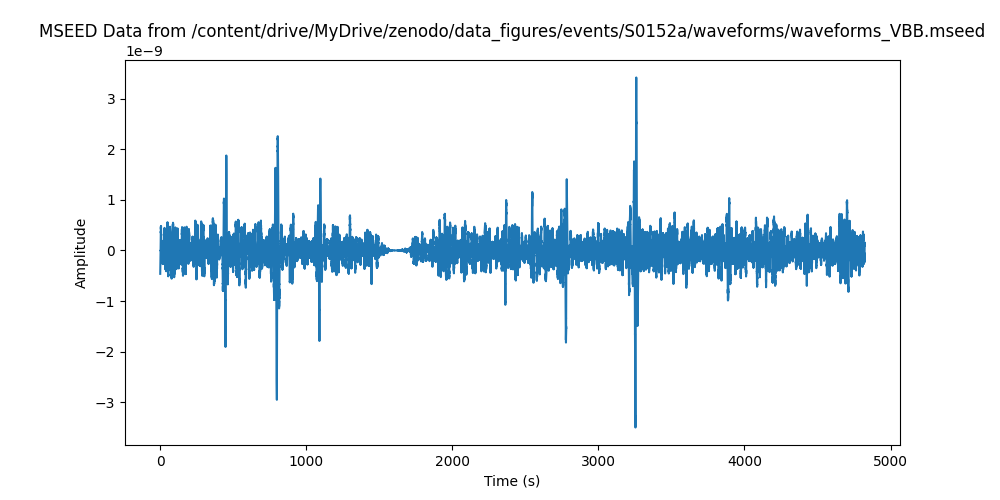 MSEED Data from /content/drive/MyDrive/zenodo/data_figures/events/S0152a/waveforms/waveforms_VBB.mseed
1e−9
3
2
1
0
−1
−2
−3
Amplitude
0 1000 2000 3000 4000 5000
Time (s)